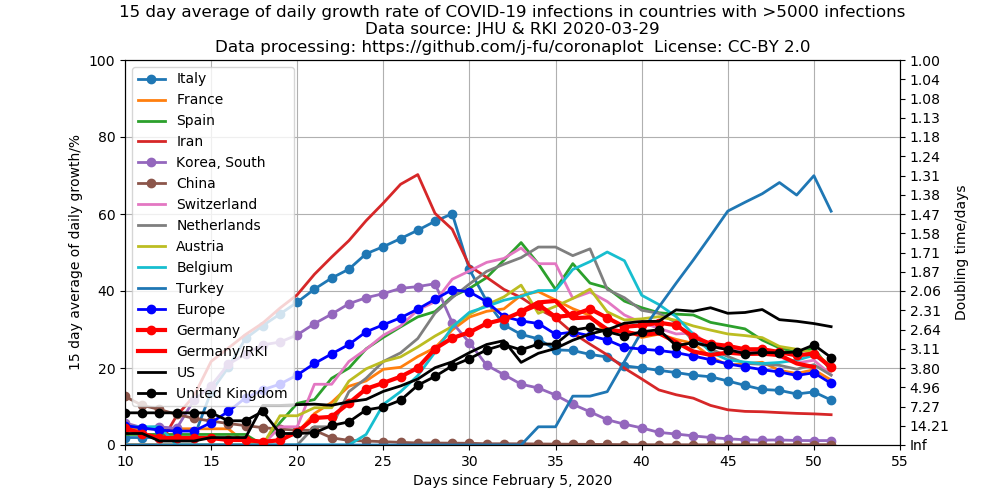 15 day average of daily growth rate of COVID-19 infections in countries with >5000 infections
Data source: JHU & RKI 2020-03-29
Data processing: https://github.com/j-fu/coronaplot  License: CC-BY 2.0
15 day average of daily growth/%
100
80
60
40
20
0
Italy
France
Spain
Iran
Korea, South
China
Switzerland
Netherlands
Austria
Belgium
Turkey
Europe
Germany
Germany/RKI
US
United Kingdom
1.00
1.04
1.08
1.13
1.18
1.24
1.31
1.38
1.47
1.58
1.71
1.87
2.06
2.31
2.64
3.11
3.80
4.96
7.27
14.21
Inf
Doubling time/days
10
15
20
25
30
35
40
45
50
55
Days since February 5, 2020